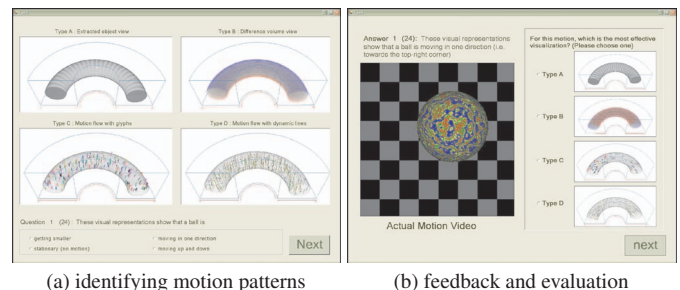 Type A : Extracted object view
Type B : Difference volume view
Type C : Motion flow with glyphs
Type D : Motion flow with dynamic lines
Question 1 (24): These visual representations show that a ball is
getting smaller
moving in one direction
stationary (no motion)
moving up and down
Next
(a) identifying motion patterns
Answer 1 (24): These visual representations
show that a ball is moving in one direction (i.e.
towards the top-right corner)
Actual Motion Video
For this motion, which is the most effective
visualization? (Please choose one)
Type A
Type B
Type C
Type D
next
(b) feedback and evaluation